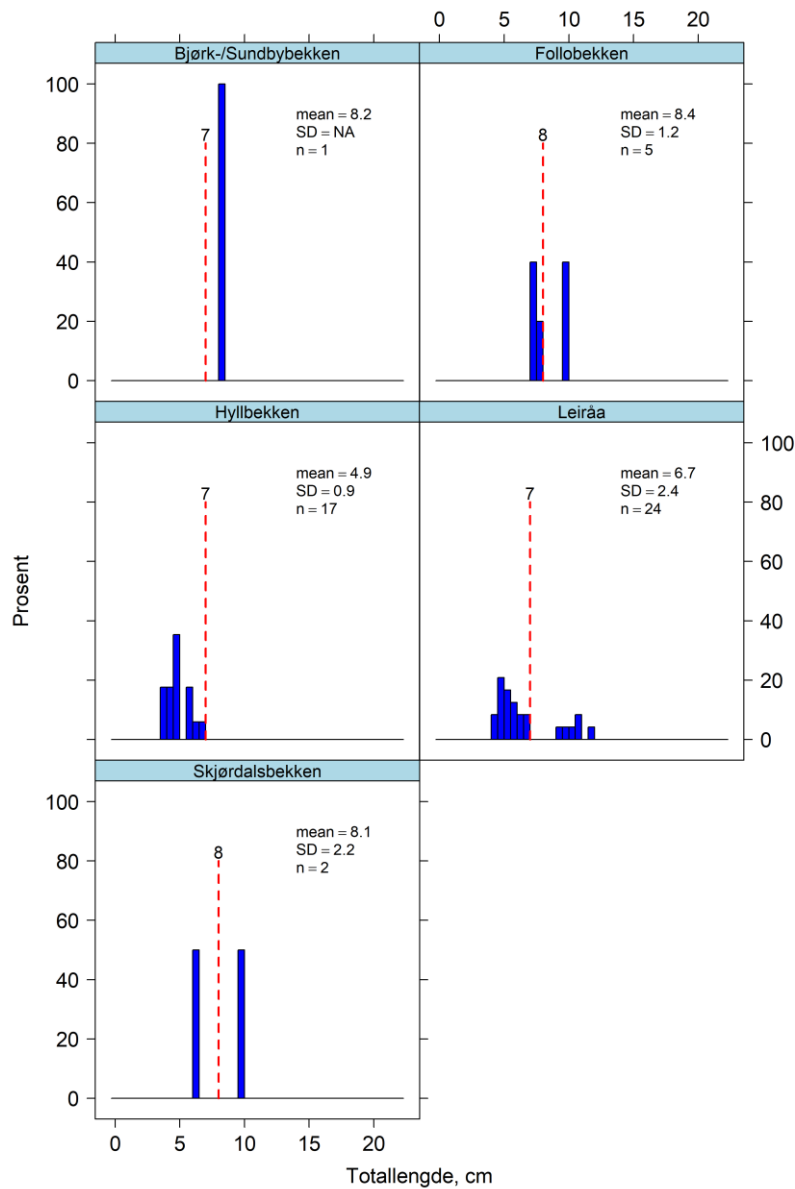 0 5 10 15 20
Bjørk-/Sundbybekken
100
80
60
40
20
0
7
mean = 8.2
SD = NA
n = 1
Follobekken
8
mean = 8.4
SD = 1.2
n = 5
Hyllbekken
7
mean = 4.9
SD = 0.9
n = 17
Leiråa
7
mean = 6.7
SD = 2.4
n = 24
100
80
60
40
20
0
Prosent
Skjørdalsbekken
100
80
60
40
20
0
8
mean = 8.1
SD = 2.2
n = 2
0 5 10 15 20
Totallengde, cm